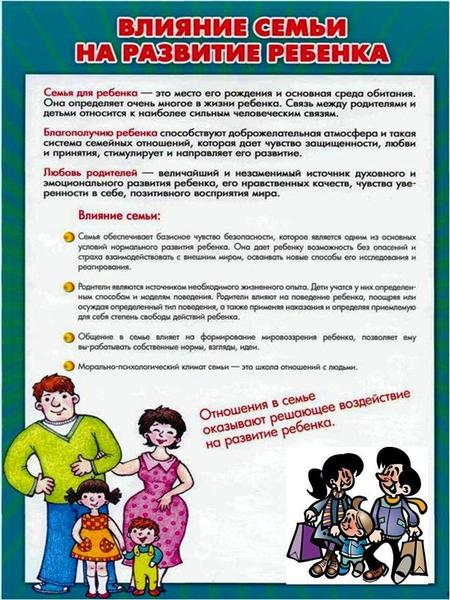 ВЛИЯНИЕ СЕМЬИ
НА РАЗВИТИЕ РЕБЕНКА
Семья для ребенка — это место его рождения и основная среда обитания.
Она определяет очень многое в жизни ребенка. Связь между родителями и
детьми относится к наиболее сильным человеческим связям.
Благополучию ребенка способствуют доброжелательная атмосфера и такая
система семейных отношений, которая дает чувство защищенности, любви
и принятия, стимулирует и направляет его развитие.
Любовь родителей — величайший и незаменимый источник духовного и
эмоционального развития ребенка, его нравственных качеств, чувства уве-
ренности в себе, позитивного восприятия мира.
Влияние семьи:
Семья обеспечивает базисное чувство безопасности, которое является одним из основных
условий нормального развития ребенка. Она дает ребенку возможность без опасений и
страха взаимодействовать с внешним миром, осваивать новые способы его исследования и
реагирования.
Родители являются источником необходимого жизненного опыта. Дети учатся у них определен-
ным способам и моделям поведения. Родители влияют на поведение ребенка, поощряя или
осуждая определенный тип поведения, а также применяя наказания и определяя приемлемую
для себя степень свободы действий ребенка.
Общение в семье влияет на формирование мировоззрения ребенка, позволяет ему
вы-рабатывать собственные нормы, взгляды, идеи.
Морально-психологический климат семьи — это школа отношений с людьми.
Отношения в семье
оказывают решающее воздействие
на развитие ребенка.